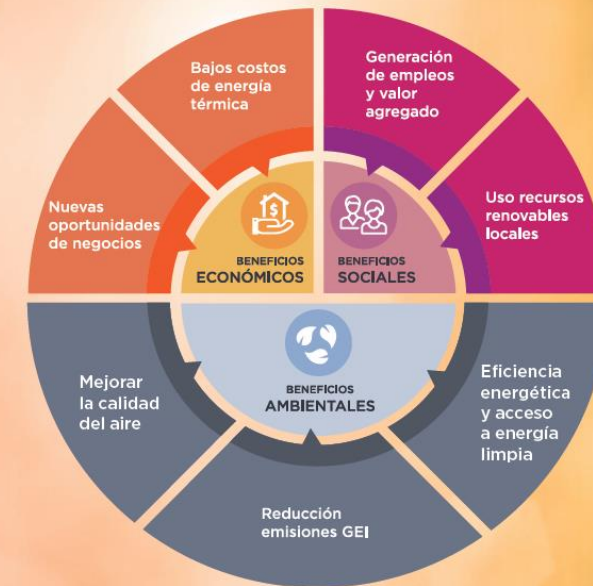 Bajos costos
de energía
térmica
Generación
de empleos
y valor
agregado
Nuevas
oportunidades
de negocios
Uso recursos
renovables
locales
BENEFICIOS
ECONÓMICOS
BENEFICIOS
SOCIALES
BENEFICIOS
AMBIENTALES
Mejorar
la calidad
del aire
Eficiencia
energética
y acceso
a energía
limpia
Reducción
emisiones GEI